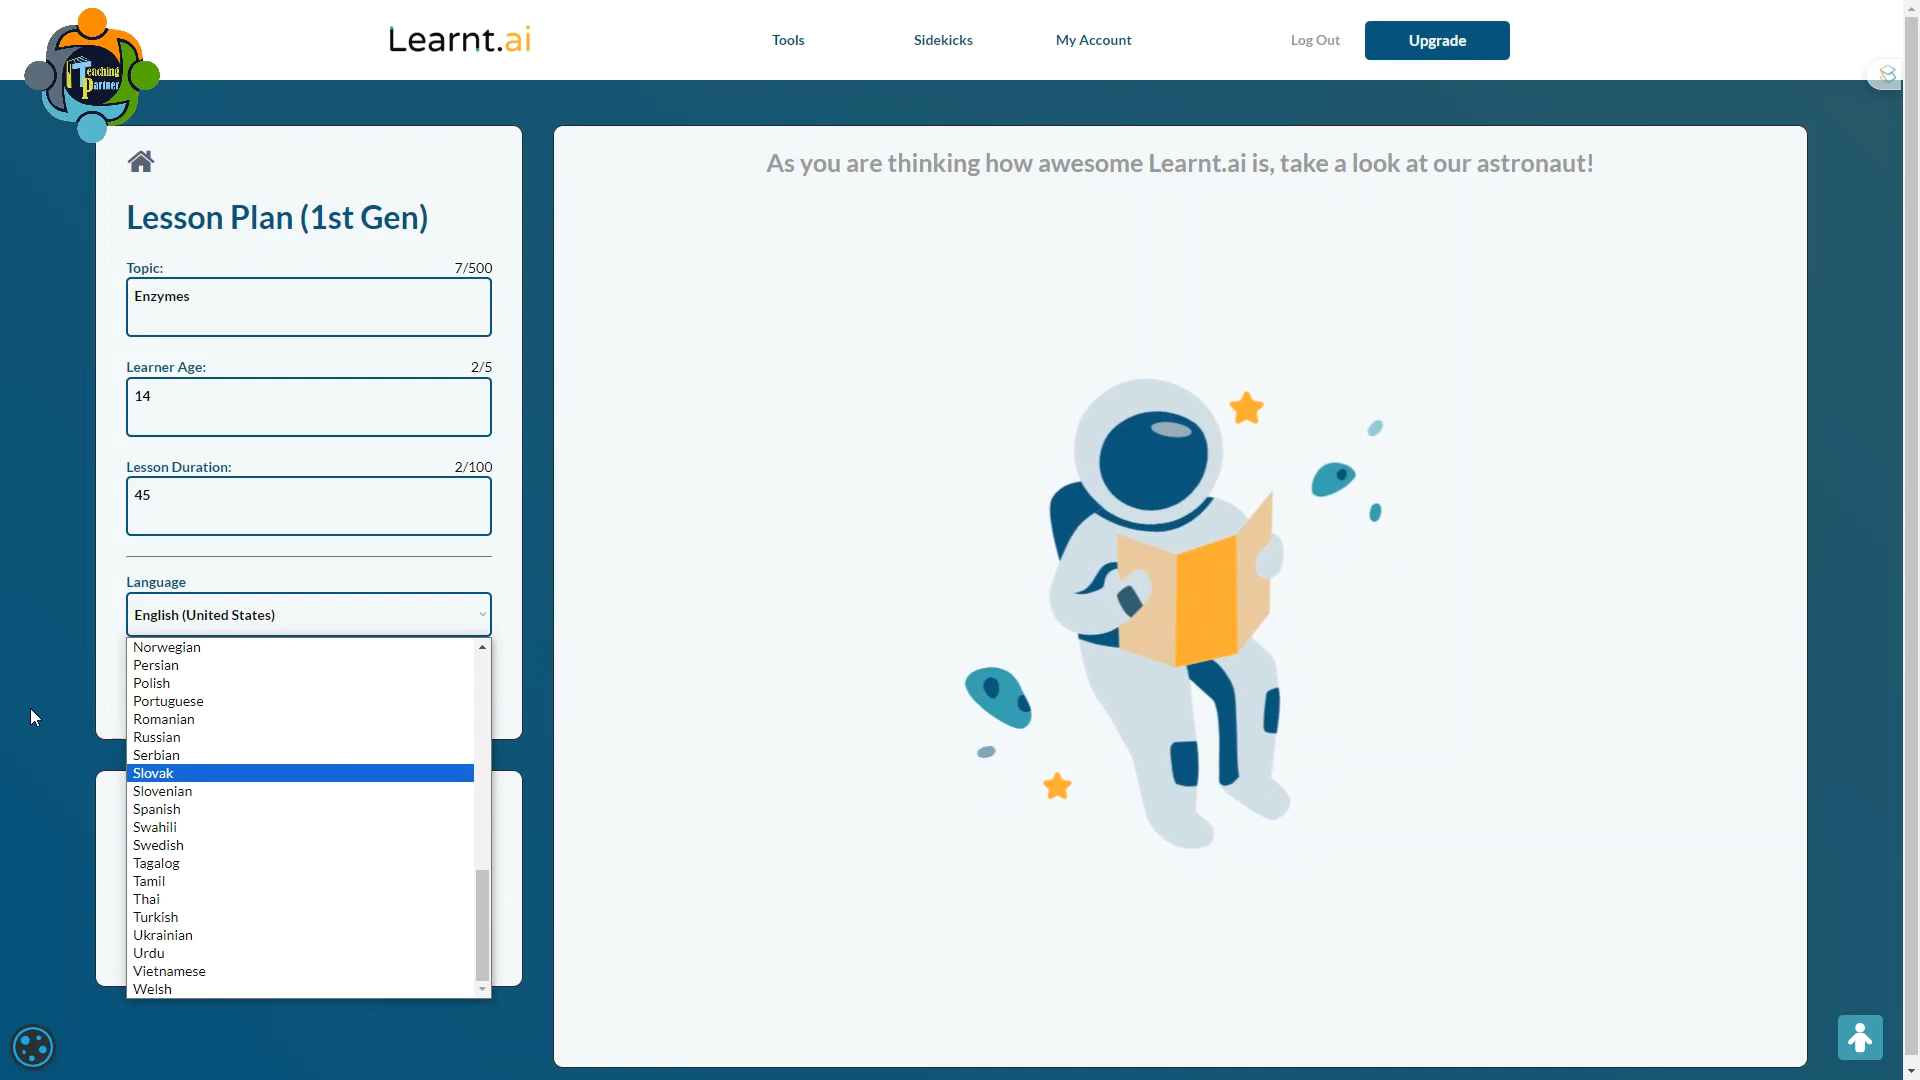 Teaching
Partner
Learnt.ai
Tools
Sidekicks
My Account
Log Out
Upgrade
Lesson Plan (1st Gen)
Topic:
7/500
Enzymes
Learner Age:
2/5
14
Lesson Duration:
2/100
45
Language
English (United States)
Norwegian
Persian
Polish
Portuguese
Romanian
Russian
Serbian
Slovak
Slovenian
Spanish
Swahili
Swedish
Tagalog
Tamil
Thai
Turkish
Ukrainian
Urdu
Vietnamese
Welsh
As you are thinking how awesome Learnt.ai is, take a look at our astronaut!